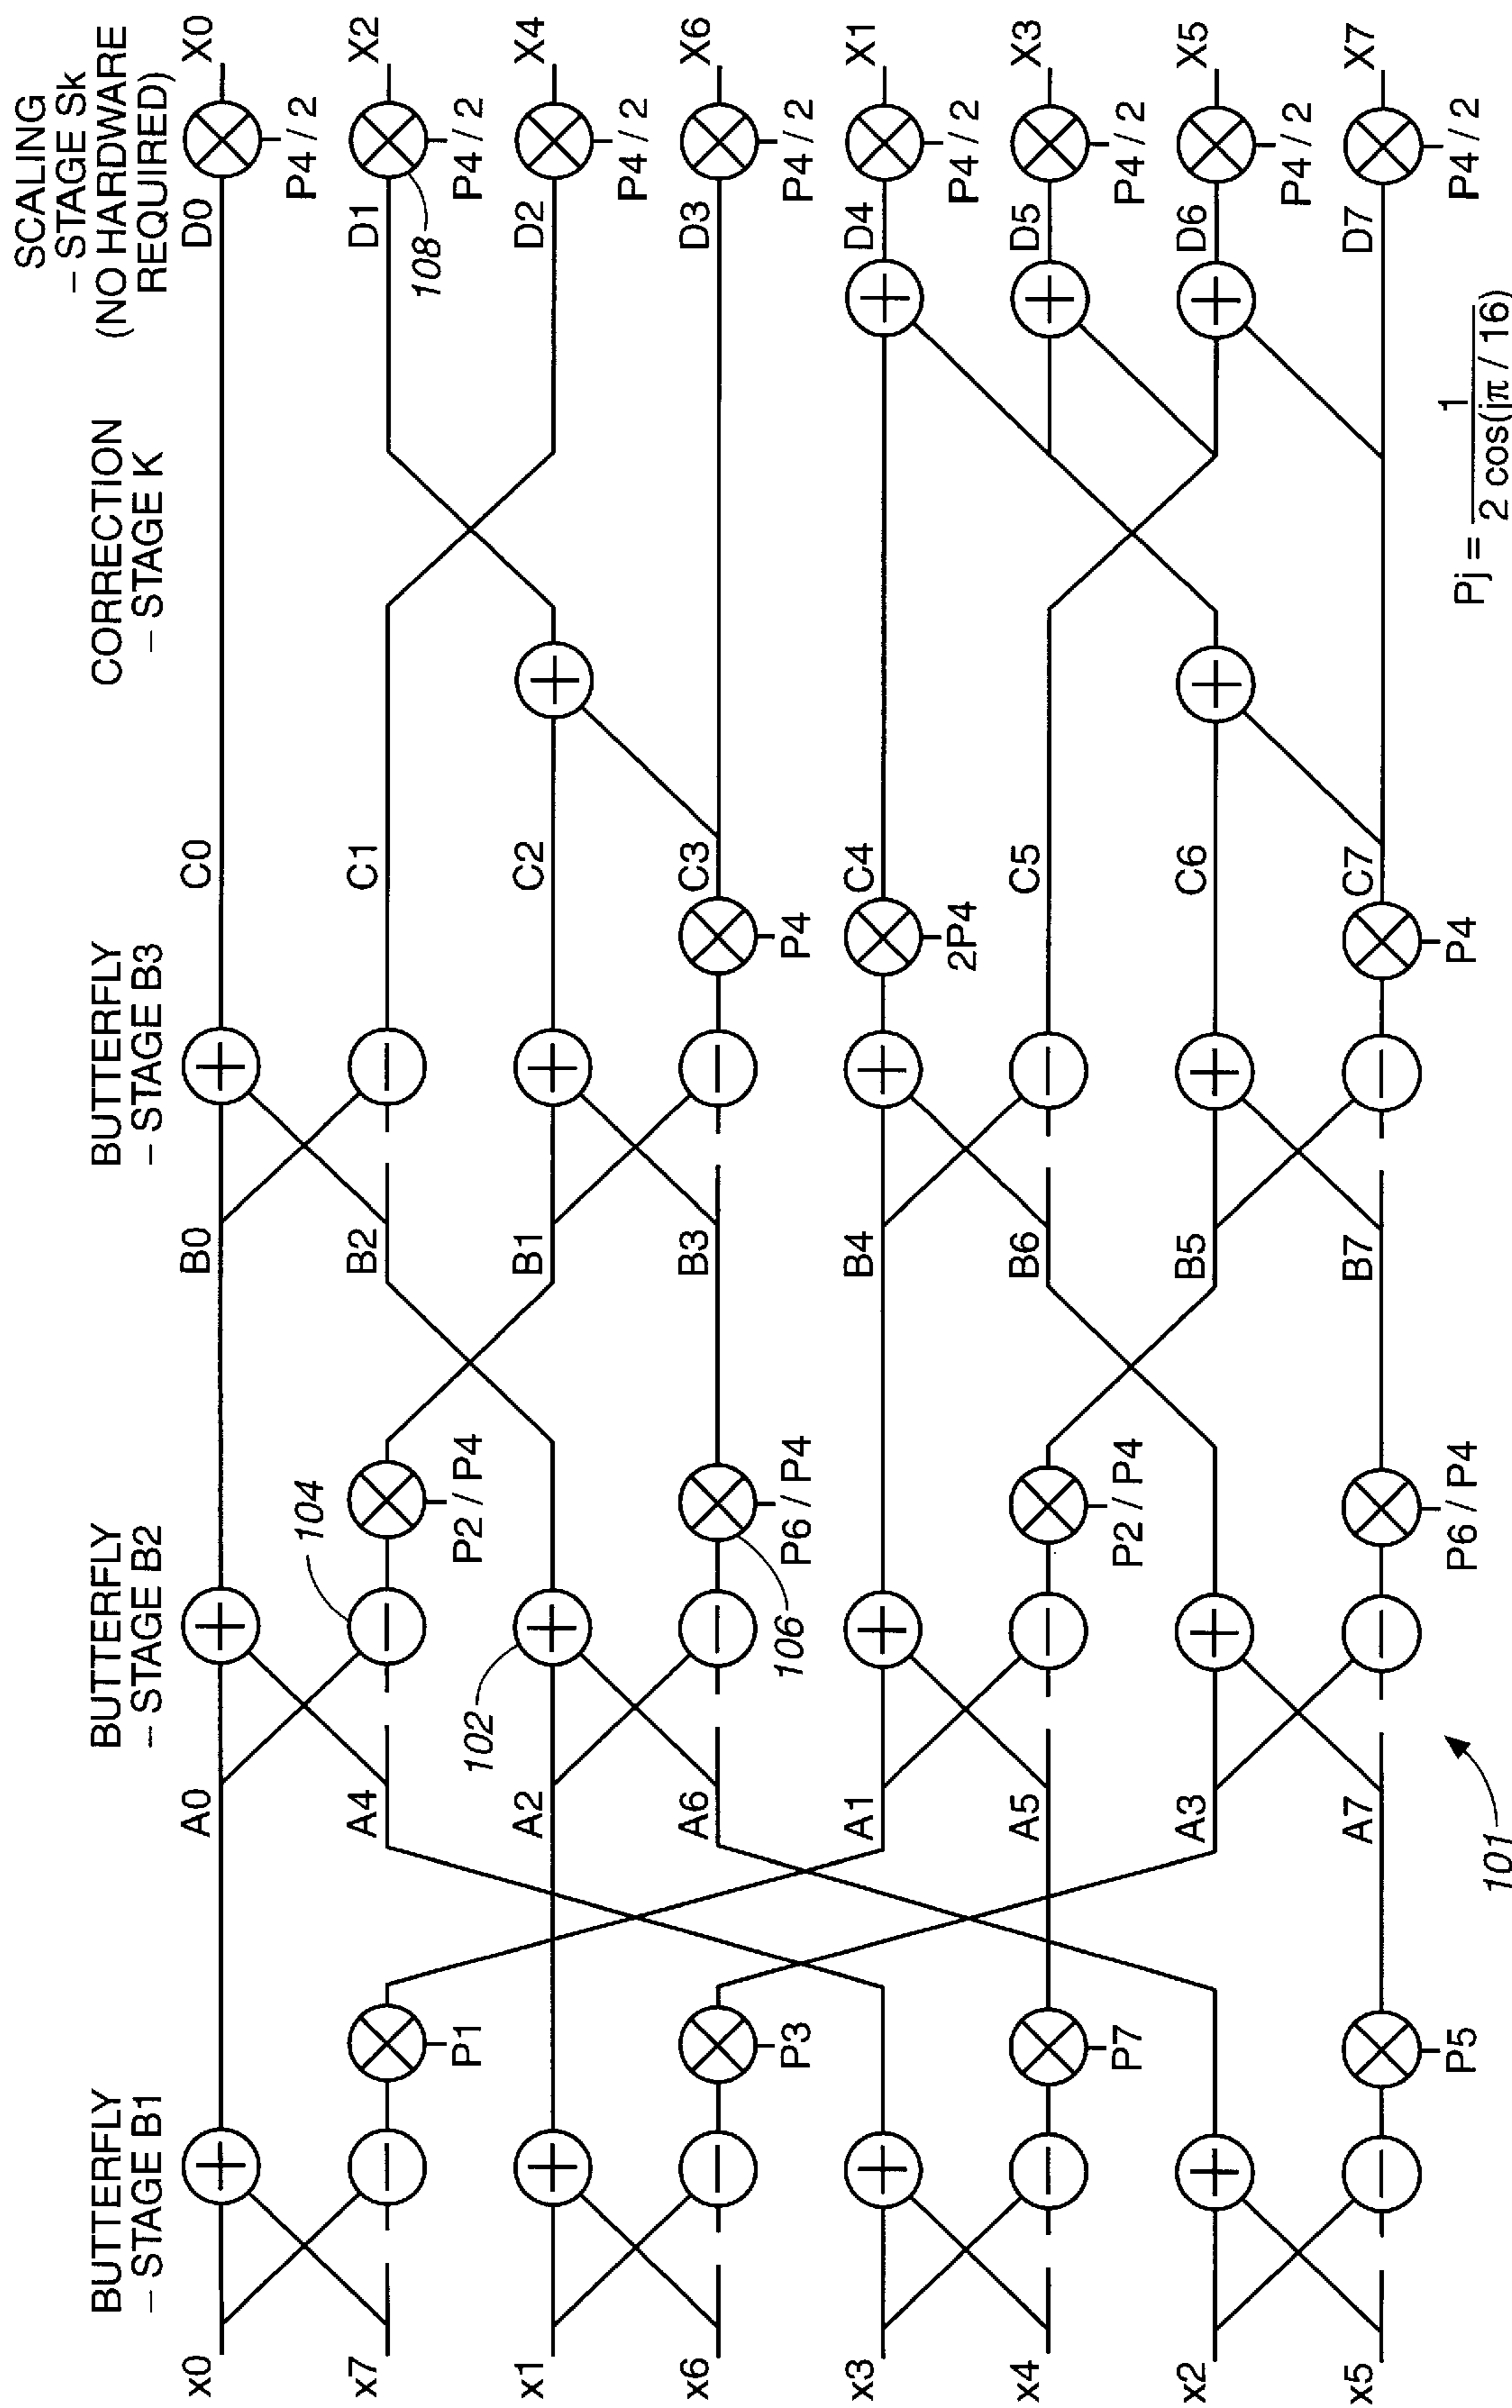 BUTTERFLY
– STAGE B1
BUTTERFLY
– STAGE B2
BUTTERFLY
– STAGE B3
CORRECTION
– STAGE K
SCALING
– STAGE Sk
(NO HARDWARE
REQUIRED)
x0
A0
B0
C0
D0
X0
P4 / 2
x7
P1
A4
104
P2 / P4
B2
C1
D1
108
X2
P4 / 2
x1
A2
102
B1
C2
D2
X4
P4 / 2
x6
P3
A6
106
P6 / P4
B3
P4
C3
D3
X6
P4 / 2
x3
A1
B4
2P4
C4
D4
X1
P4 / 2
x4
P7
A5
P2 / P4
B6
C5
D5
X3
P4 / 2
x2
A3
B5
C6
D6
X5
P4 / 2
x5
P5
A7
P6 / P4
B7
P4
C7
D7
X7
P4 / 2
101
Pj = 1
2 cos(jπ / 16)